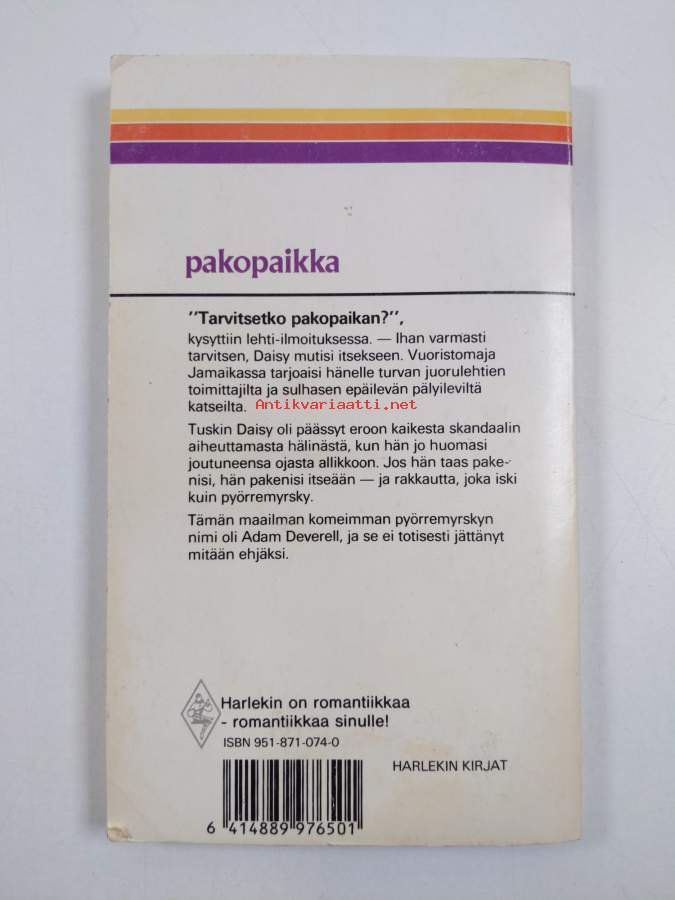 pakopaikka
"Tarvitsetko pakopaikan?",
kysyttiin lehti-ilmoituksessa. — Ihan varmasti
tarvitsen, Daisy mutisi itsekseen. Vuoristomaja
Jamaikassa tarjoaisi hänelle turvan juorulehtien
toimittajilta ja sulhasen epäilevän pälyileviltä
katseilta.
Antikvariaatti.net
Tuskin Daisy oli päässyt eroon kaikesta skandaalin
aiheuttamasta hälinästä, kun hän jo huomasi
joutuneensa ojasta allikkoon. Jos hän taas pake-
nisi, hän pakenisi itseään — ja rakkautta, joka iski
kuin pyörremyrsky.
Tämän maailman komeimman pyörremyrskyn
nimi oli Adam Deverell, ja se ei totisesti jättänyt
mitään ehjäksi.
Harlekin on romantiikkaa
- romantiikkaa sinulle!
ISBN 951-871-074-0
HARLEKIN KIRJAT
6 414889 976501